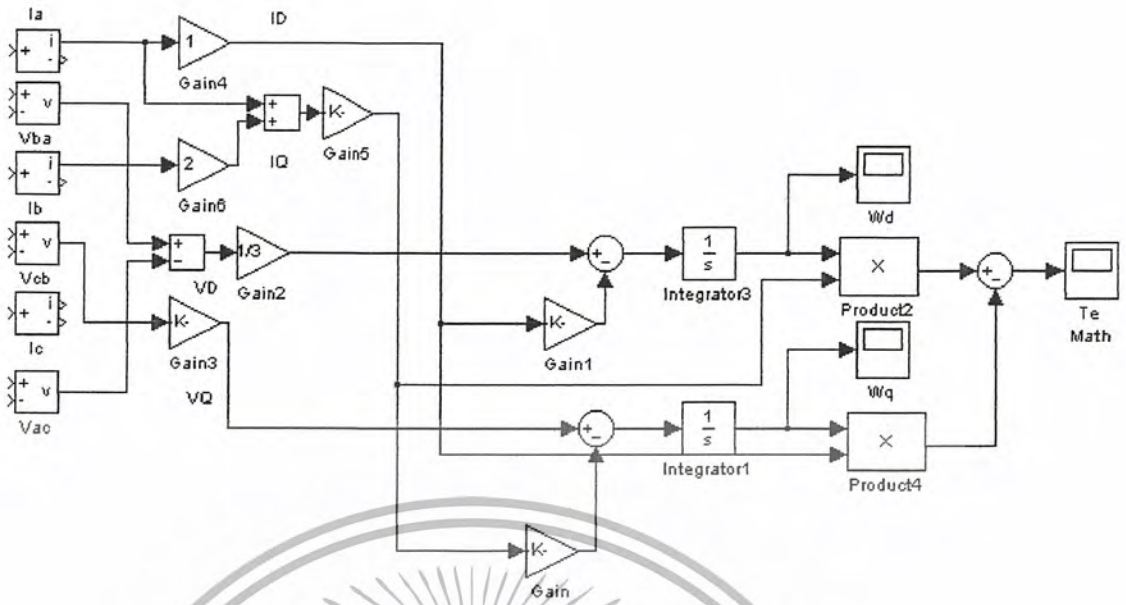 Ia
ID
i
+
-
1
Gain4
+
-
v
+
+
K-
Vba
Gain5
i
+
-
2
IQ
Gain6
Ib
Wd
+
-
v
+
−
1/3
+
−
1
s
×
+
−
Vcb
VD
Gain2
Integrator3
Product2
Te
Math
i
+
-
K-
K-
Ic
Gain3
Gain1
Wq
+
-
v
VQ
Vac
+
−
1
s
×
Integrator1
Product4
K-
Gain